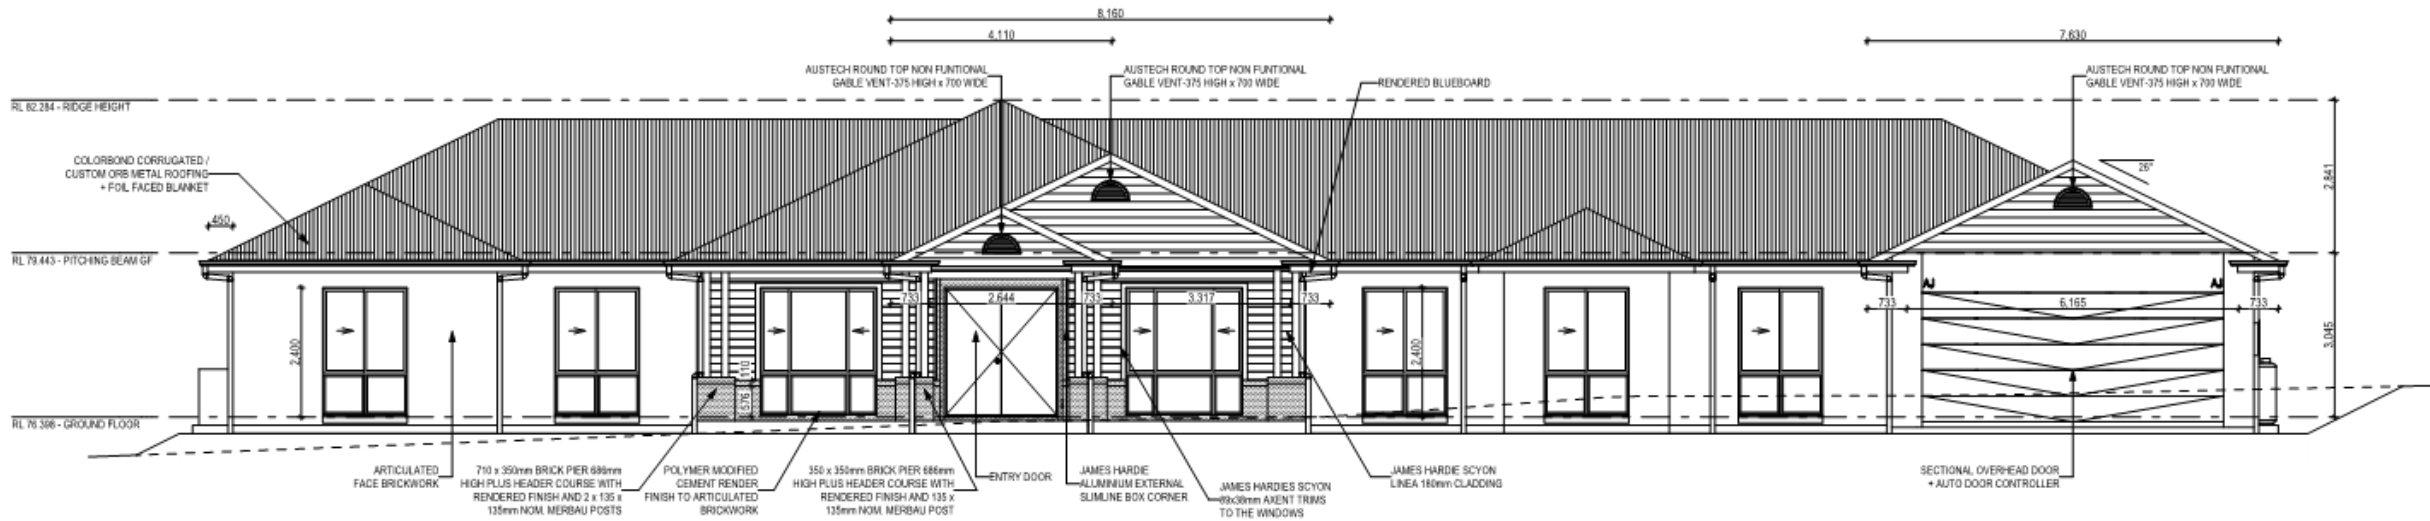 8,160
4,110
7,630
AUSTECH ROUND TOP NON FUNTIONAL
GABLE VENT-375 HIGH x 700 WIDE
AUSTECH ROUND TOP NON FUNTIONAL
GABLE VENT-375 HIGH x 700 WIDE
RENDERED BLUEBOARD
AUSTECH ROUND TOP NON FUNTIONAL
GABLE VENT-375 HIGH x 700 WIDE
RL 82.284 - RIDGE HEIGHT
COLORBOND CORRUGATED /
CUSTOM ORB METAL ROOFING
+ FOIL FACED BLANKET
26°
2,841
450
RL 79.443 - PITCHING BEAM GF
AJ
AJ
733
2,644
733
3,317
733
733
6,165
733
2,400
110
576
2,400
3,045
RL 76.398 - GROUND FLOOR
ARTICULATED
FACE BRICKWORK
710 x 350mm BRICK PIER 686mm
HIGH PLUS HEADER COURSE WITH
RENDERED FINISH AND 2 x 135 x
135mm NOM. MERBAU POSTS
POLYMER MODIFIED
CEMENT RENDER
FINISH TO ARTICULATED
BRICKWORK
350 x 350mm BRICK PIER 686mm
HIGH PLUS HEADER COURSE WITH
RENDERED FINISH AND 135 x
135mm NOM. MERBAU POST
ENTRY DOOR
JAMES HARDIE
ALUMINIUM EXTERNAL
SLIMLINE BOX CORNER
JAMES HARDIES SCYON
89x38mm AXENT TRIMS
TO THE WINDOWS
JAMES HARDIE SCYON
LINEA 180mm CLADDING
SECTIONAL OVERHEAD DOOR
+ AUTO DOOR CONTROLLER